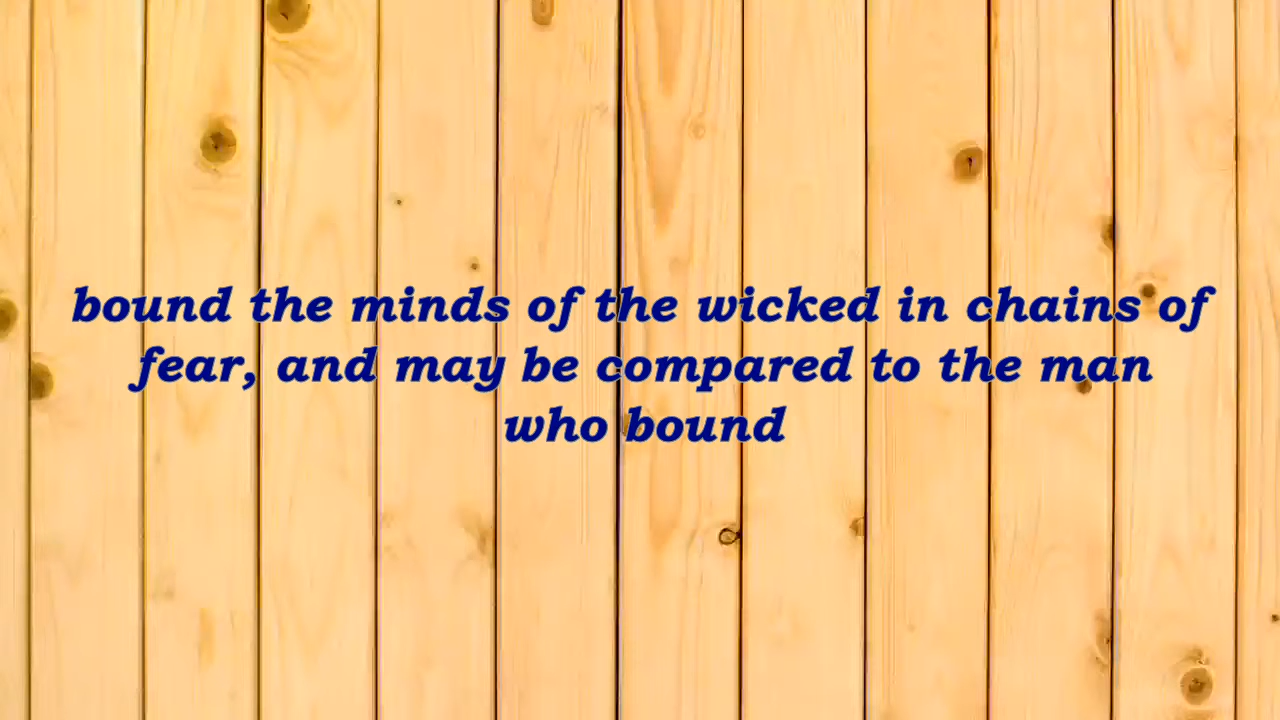 bound the minds of the wicked in chains of
fear, and may be compared to the man
who bound